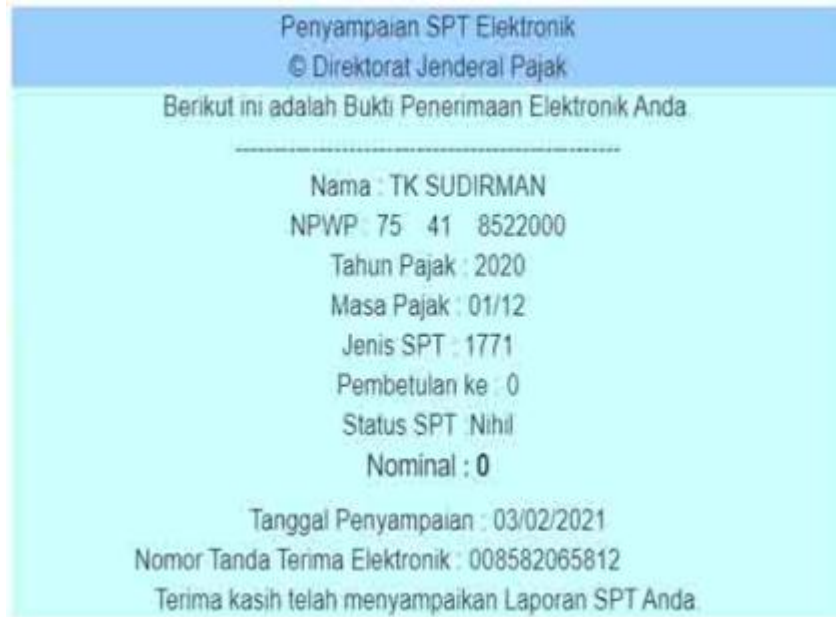 Penyampaian SPT Elektronik
© Direktorat Jenderal Pajak
Berikut ini adalah Bukti Penerimaan Elektronik Anda.
----------------------------------------------------
Nama : TK SUDIRMAN
NPWP : 75 41 8522000
Tahun Pajak : 2020
Masa Pajak : 01/12
Jenis SPT : 1771
Pembetulan ke : 0
Status SPT :Nihil
Nominal : 0
Tanggal Penyampaian : 03/02/2021
Nomor Tanda Terima Elektronik : 008582065812
Terima kasih telah menyampaikan Laporan SPT Anda.